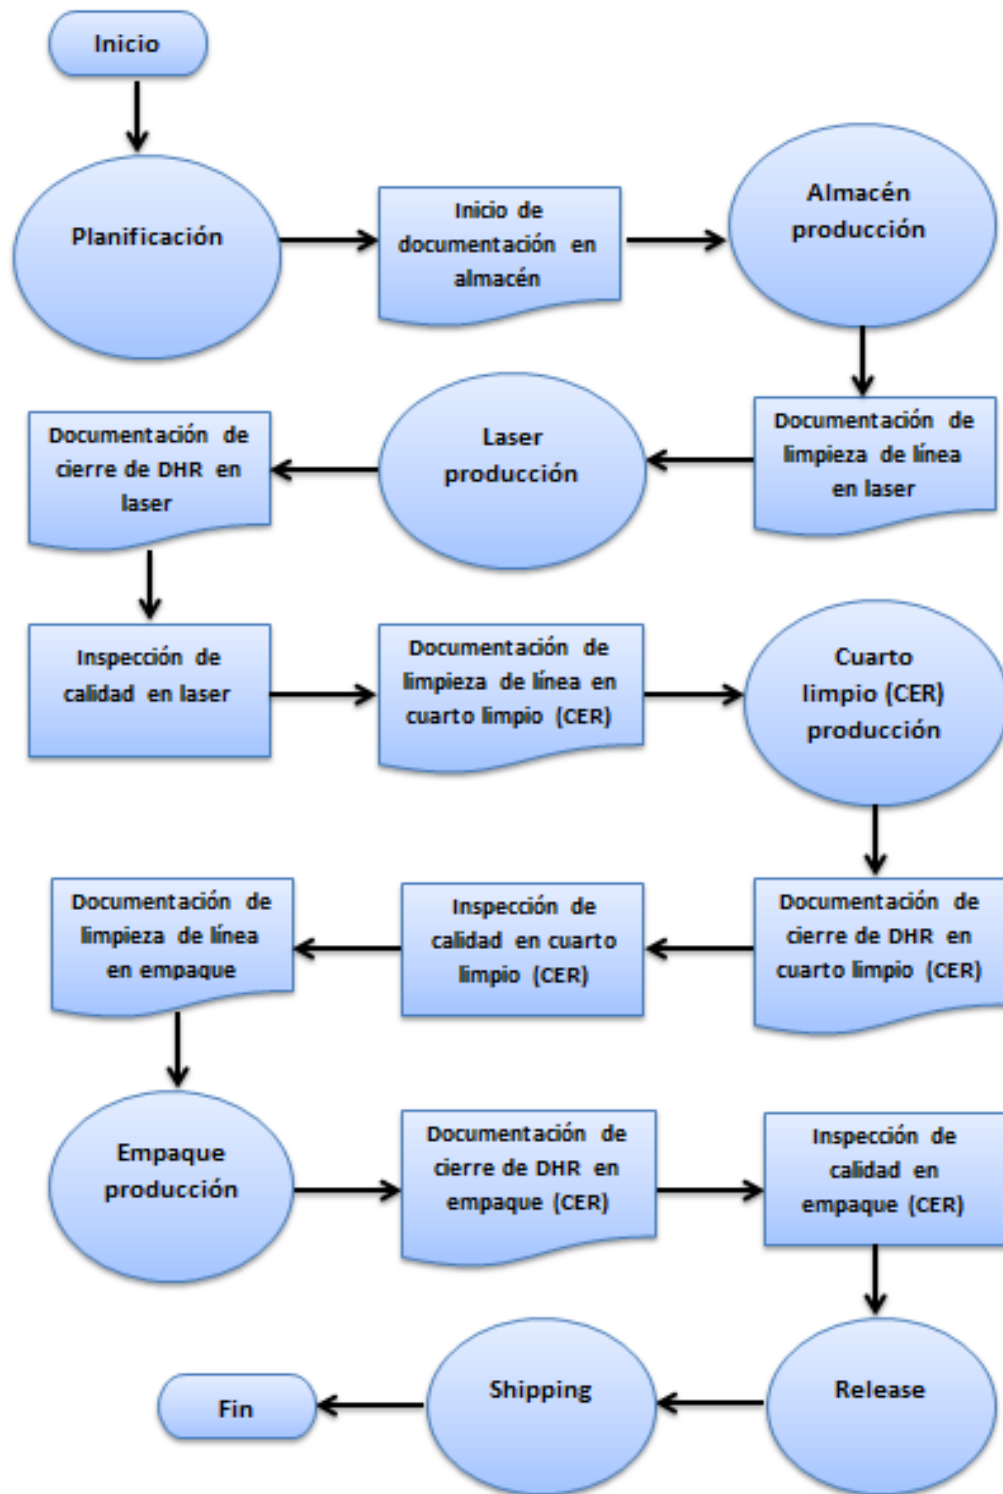 Inicio
Planificación
Inicio de
documentación en
almacén
Almacén
producción
Documentación de
limpieza de línea
en laser
Laser
producción
Documentación de
cierre de DHR en
laser
Inspección de
calidad en laser
Documentación de
limpieza de línea en
cuarto limpio (CER)
Cuarto
limpio (CER)
producción
Documentación de
cierre de DHR en
cuarto limpio (CER)
Inspección de
calidad en cuarto
limpio (CER)
Documentación de
limpieza de línea
en empaque
Empaque
producción
Documentación de
cierre de DHR en
empaque (CER)
Inspección de
calidad en
empaque (CER)
Release
Shipping
Fin